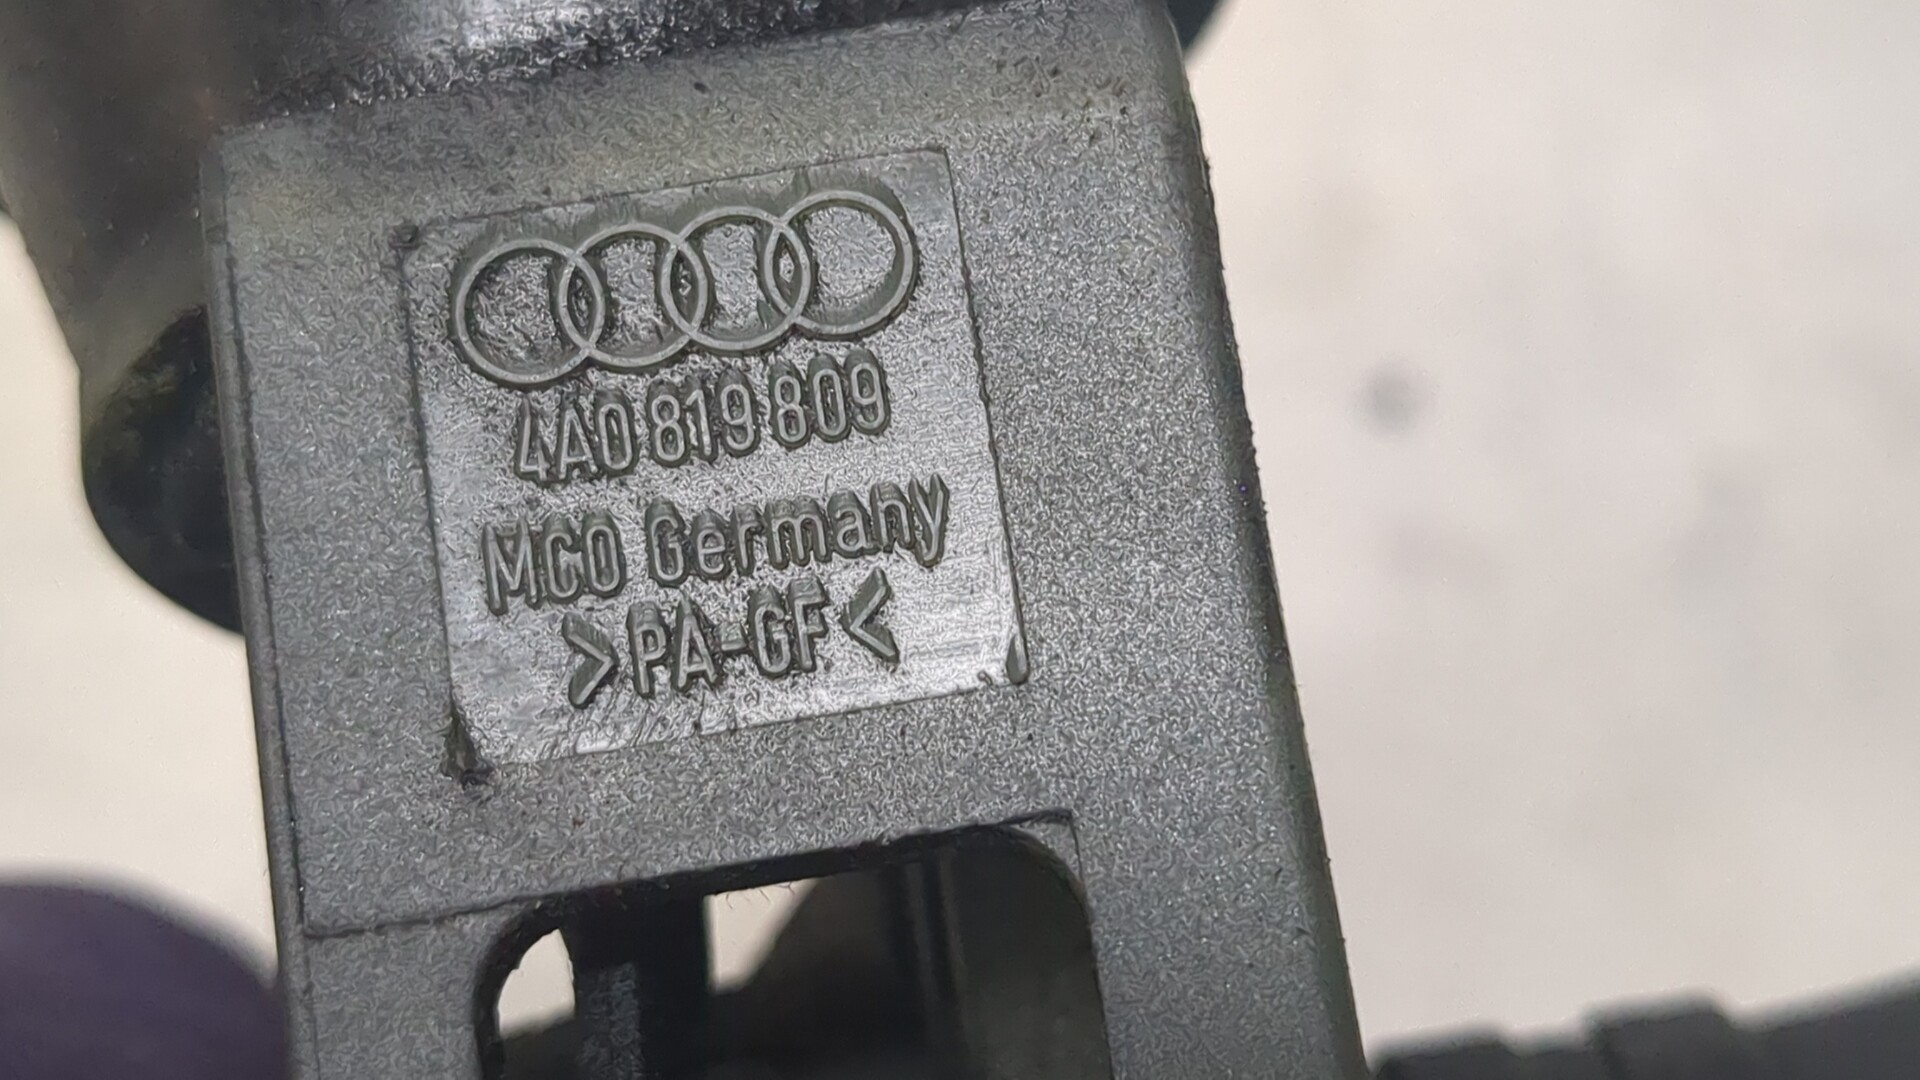 4A0 819 809
MCO Germany
>PA-GF<